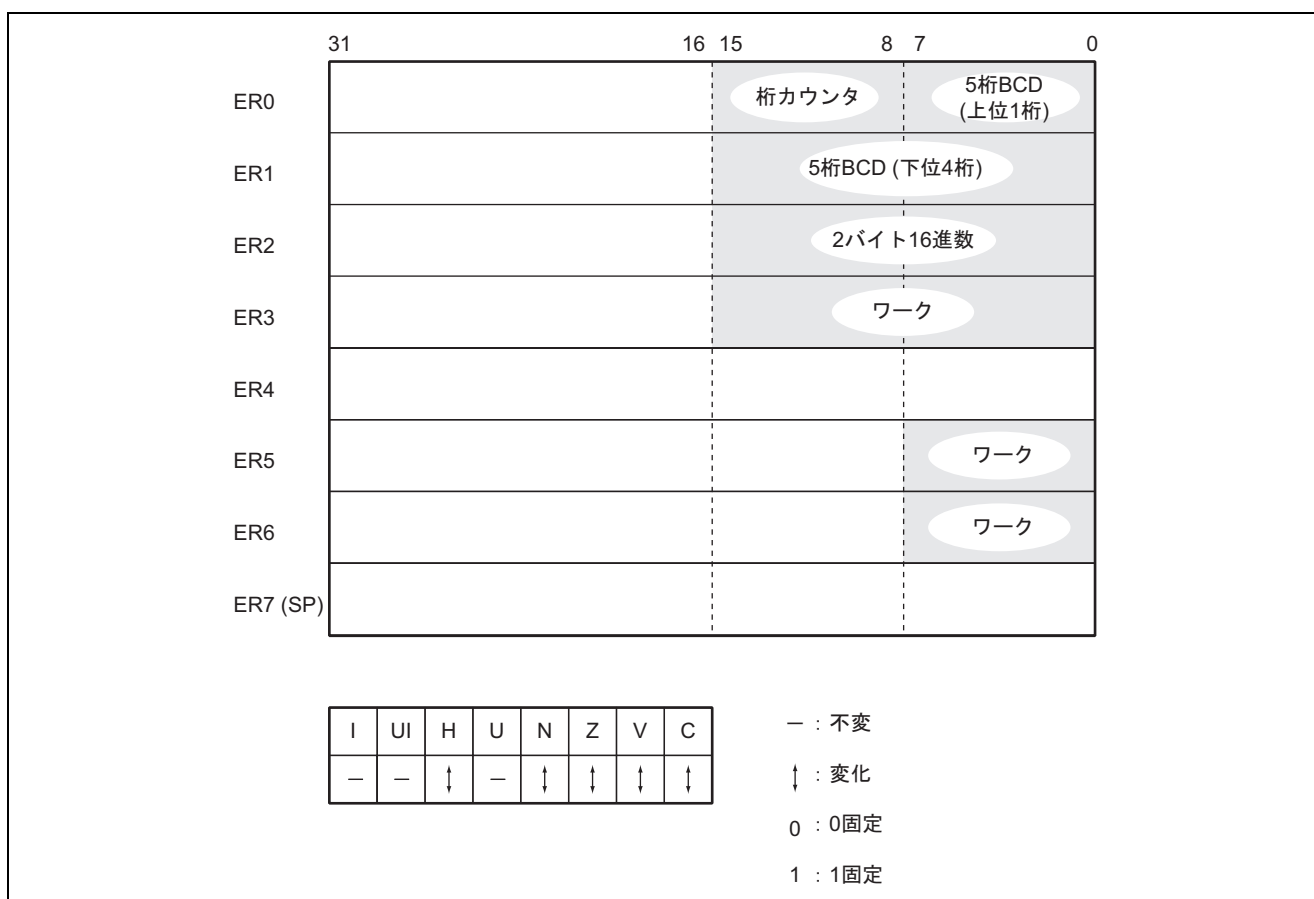 31 16 15 8 7 0
ER0 桁カウンタ 5桁BCD
(上位1桁)
ER1 5桁BCD (下位4桁)
ER2 2バイト16進数
ER3 ワーク
ER4
ER5 ワーク
ER6 ワーク
ER7 (SP)
I UI H U N Z V C
− − ↕ − ↕ ↕ ↕ ↕
− : 不変
↕ : 変化
0 : 0固定
1 : 1固定